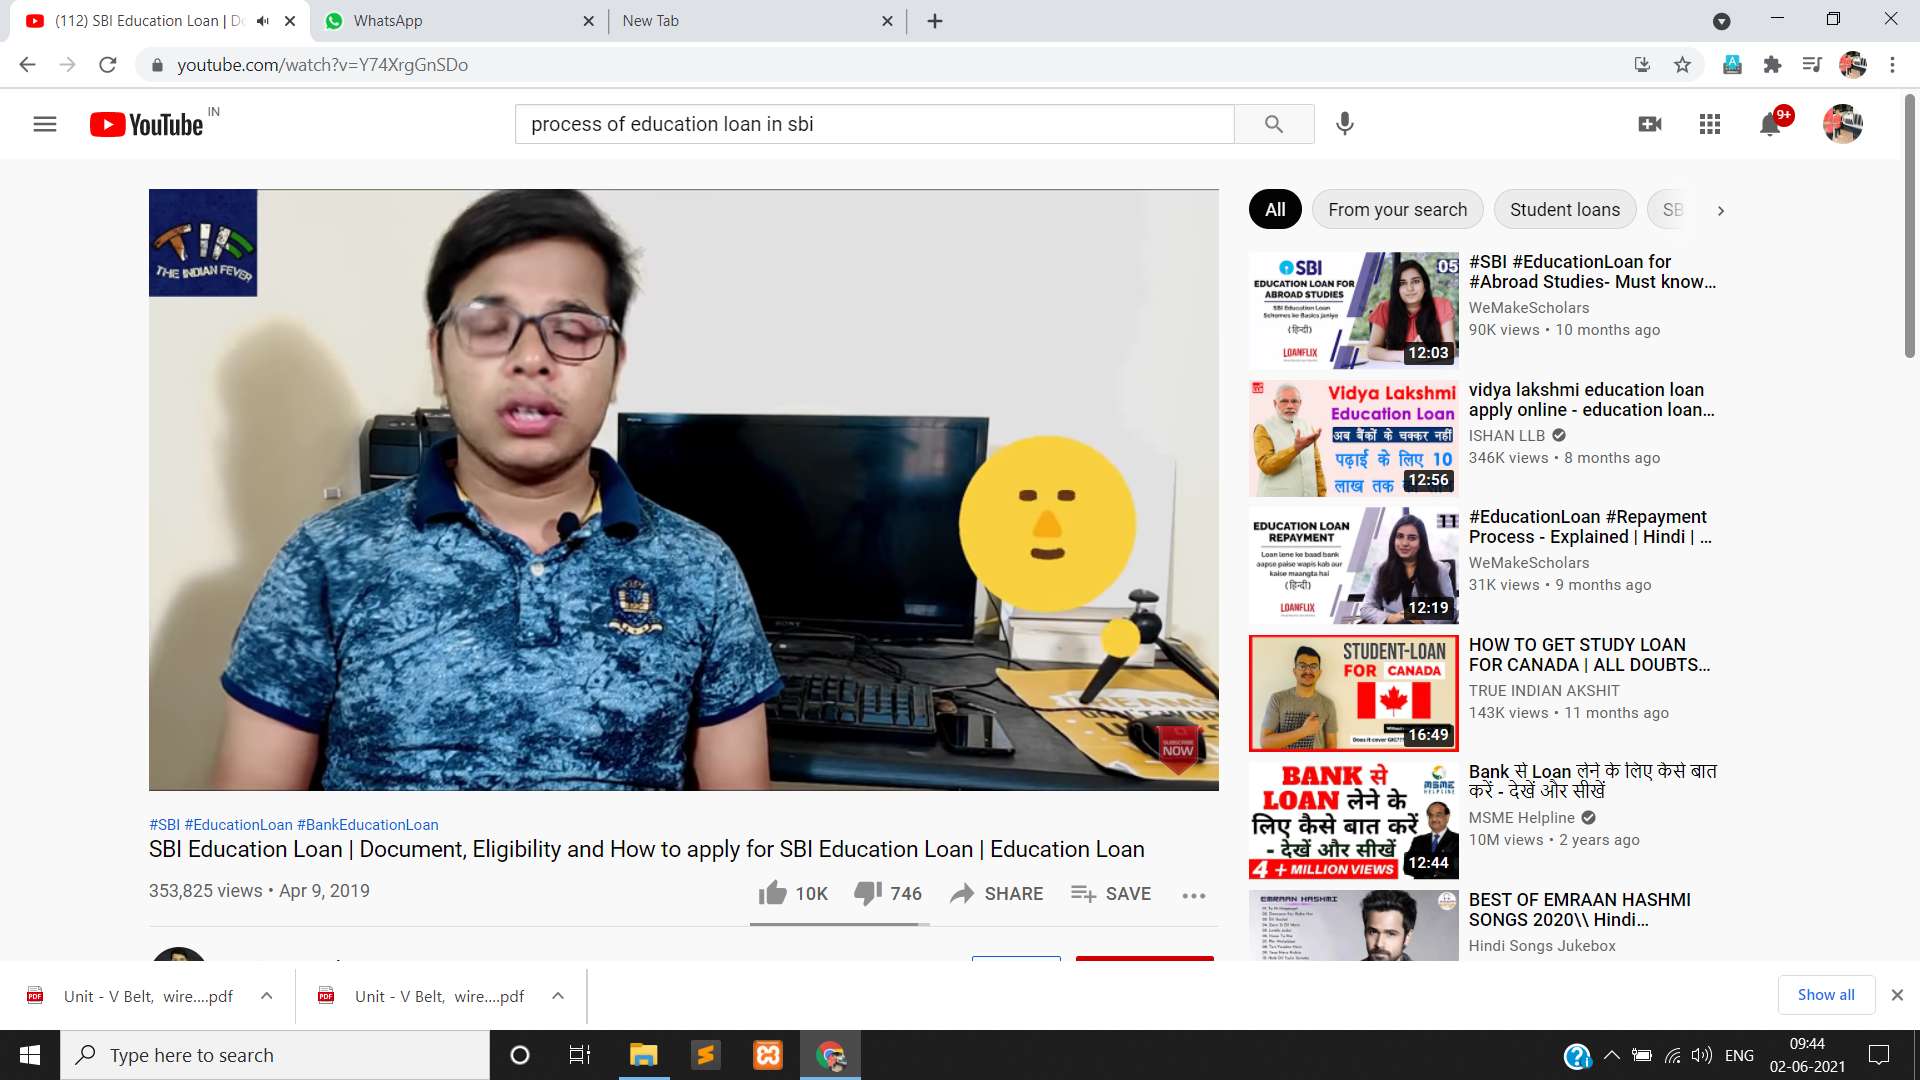 (112) SBI Education Loan | Do
WhatsApp
New Tab
youtube.com/watch?v=Y74XrgGnSDo
YouTube IN
process of education loan in sbi
9+
TIF
THE INDIAN FEVER
SONY
SUBSCRIBE
NOW
#SBI #EducationLoan #BankEducationLoan
SBI Education Loan | Document, Eligibility and How to apply for SBI Education Loan | Education Loan
353,825 views • Apr 9, 2019
10K
746
SHARE
SAVE
All
From your search
Student loans
SB
SBI
05
EDUCATION LOAN FOR
ABROAD STUDIES
SBI Education Loan
Schemes ke Basics janiye
(हिन्दी)
LOANFLIX
12:03
#SBI #EducationLoan for
#Abroad Studies- Must know...
WeMakeScholars
90K views • 10 months ago
Vidya Lakshmi
Education Loan
अब बैंकों के चक्कर नहीं
पढ़ाई के लिए 10
लाख तक
12:56
vidya lakshmi education loan
apply online - education loan...
ISHAN LLB
346K views • 8 months ago
EDUCATION LOAN
REPAYMENT
11
Loan lene ke baad bank
aapse paise wapis kab aur
kaise maangta hai
(हिन्दी)
LOANFLIX
12:19
#EducationLoan #Repayment
Process - Explained | Hindi | ...
WeMakeScholars
31K views • 9 months ago
STUDENT-LOAN
FOR CANADA
Does it cover GIC??
16:49
HOW TO GET STUDY LOAN
FOR CANADA | ALL DOUBTS...
TRUE INDIAN AKSHIT
143K views • 11 months ago
BANK से
LOAN लेने के
लिए कैसे बात करें
- देखें और सीखें
4 + MILLION VIEWS
MSME
HELPLINE
12:44
Bank से Loan लेने के लिए कैसे बात
करें - देखें और सीखें
MSME Helpline
10M views • 2 years ago
EMRAAN HASHMI
BEST OF EMRAAN HASHMI
SONGS 2020\\ Hindi...
Hindi Songs Jukebox
Unit - V Belt, wire....pdf
Unit - V Belt, wire....pdf
Show all
Type here to search
ENG
09:44
02-06-2021